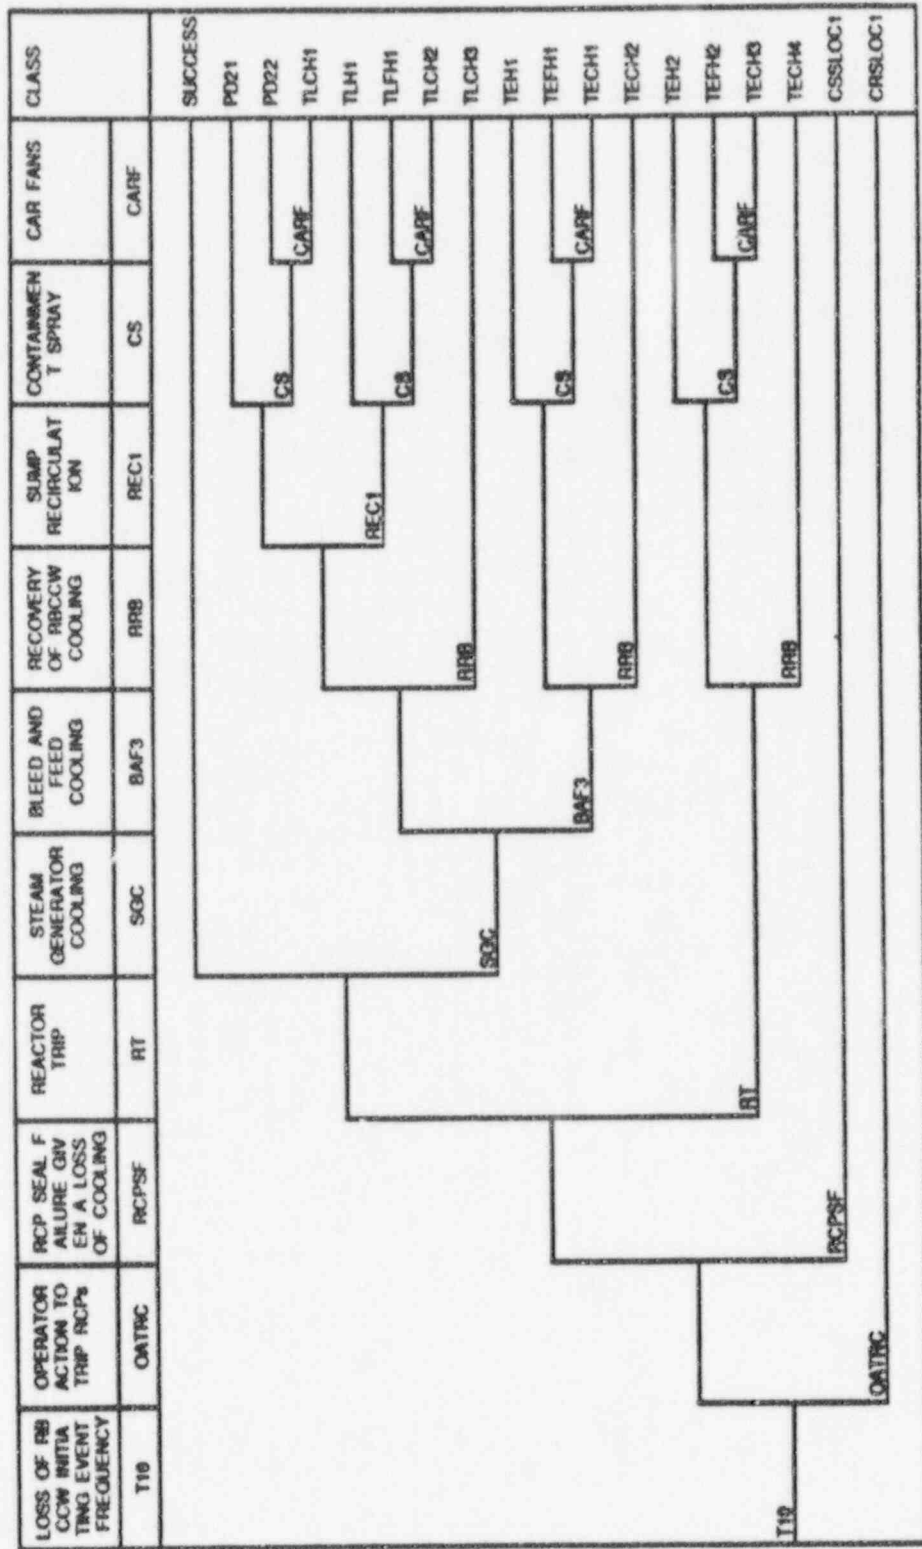 LOSS OF RB
CCW INITIA
TING EVENT
FREQUENCY
OPERATOR
ACTION TO
TRIP RCPs
RCP SEAL F
AILURE GIV
EN A LOSS
OF COOLING
REACTOR
TRIP
STEAM
GENERATOR
COOLING
BLEED AND
FEED
COOLING
RECOVERY
OF RBCCW
COOLING
SUMP
RECIRCULAT
ION
CONTAINMEN
T SPRAY
CAR FANS
CLASS
T10
OATRC
RCPSF
RT
SGC
BAF3
RRB
REC1
CS
CARF
SUCCESS
PD21
PD22
CS
CARF
TLCH1
TLH1
REC1
TLFH1
CS
CARF
TLCH2
RRB
TLCH3
SGC
TEH1
TEFH1
CS
CARF
TECH1
BAF3
RRB
TECH2
TEH2
TEFH2
CS
CARF
TECH3
RT
RRB
TECH4
T10
RCPSF
CSSLOC1
OATRC
CRSLOC1